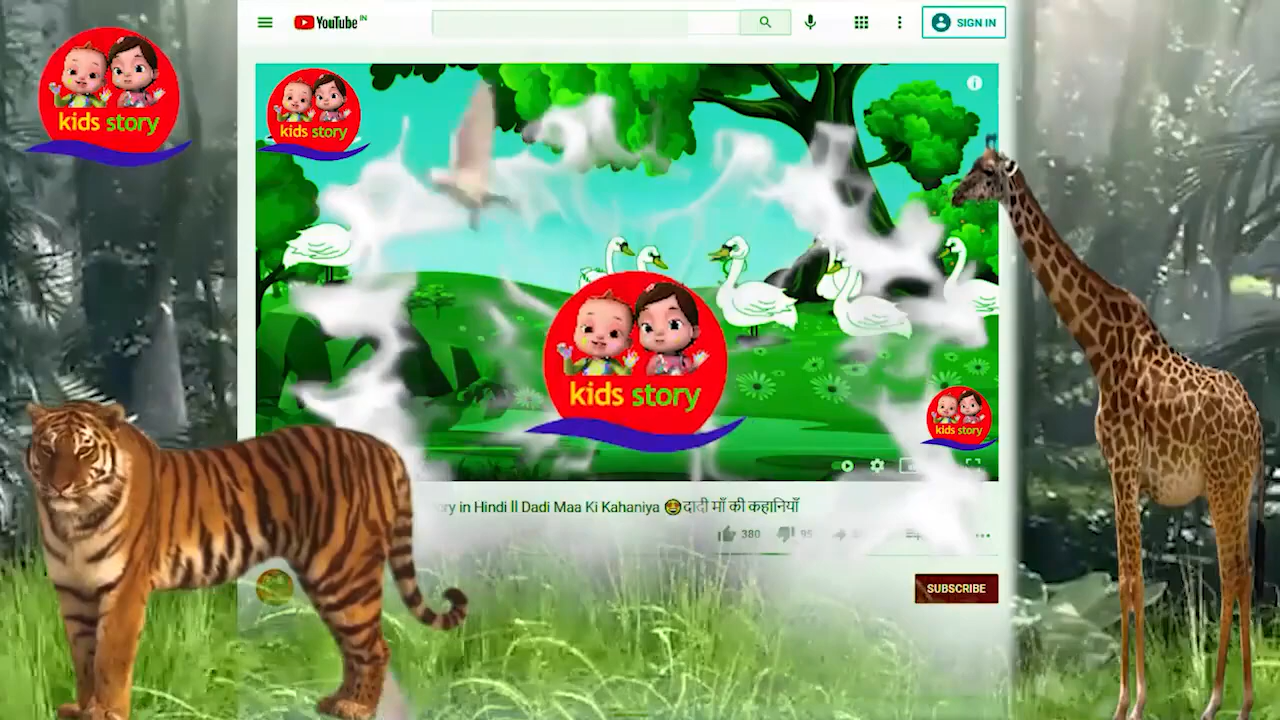 YouTube IN
SIGN IN
kids story
kids story
kids story
kids story
in Hindi ll Dadi Maa Ki Kahaniya 🤩दादी माँ की कहानियाँ
380
SUBSCRIBE